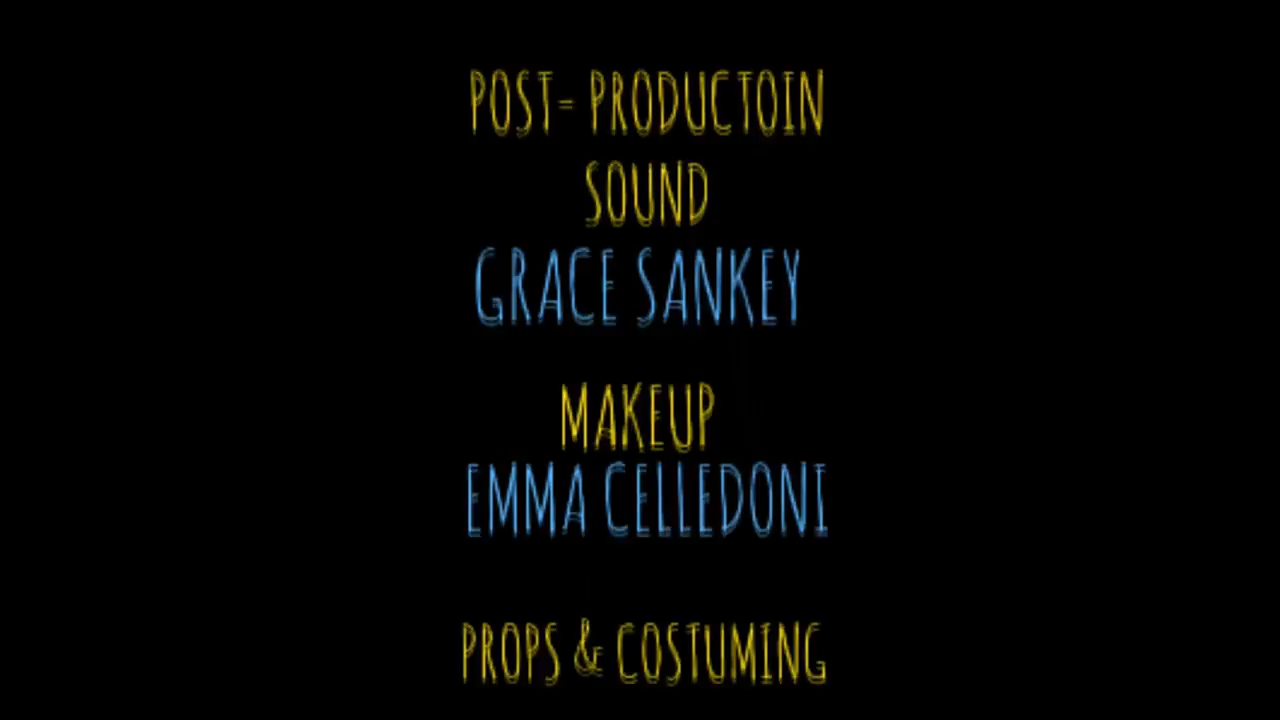 POST= PRODUCTOIN
SOUND
GRACE SANKEY
MAKEUP
EMMA CELLEDONI
PROPS & COSTUMING